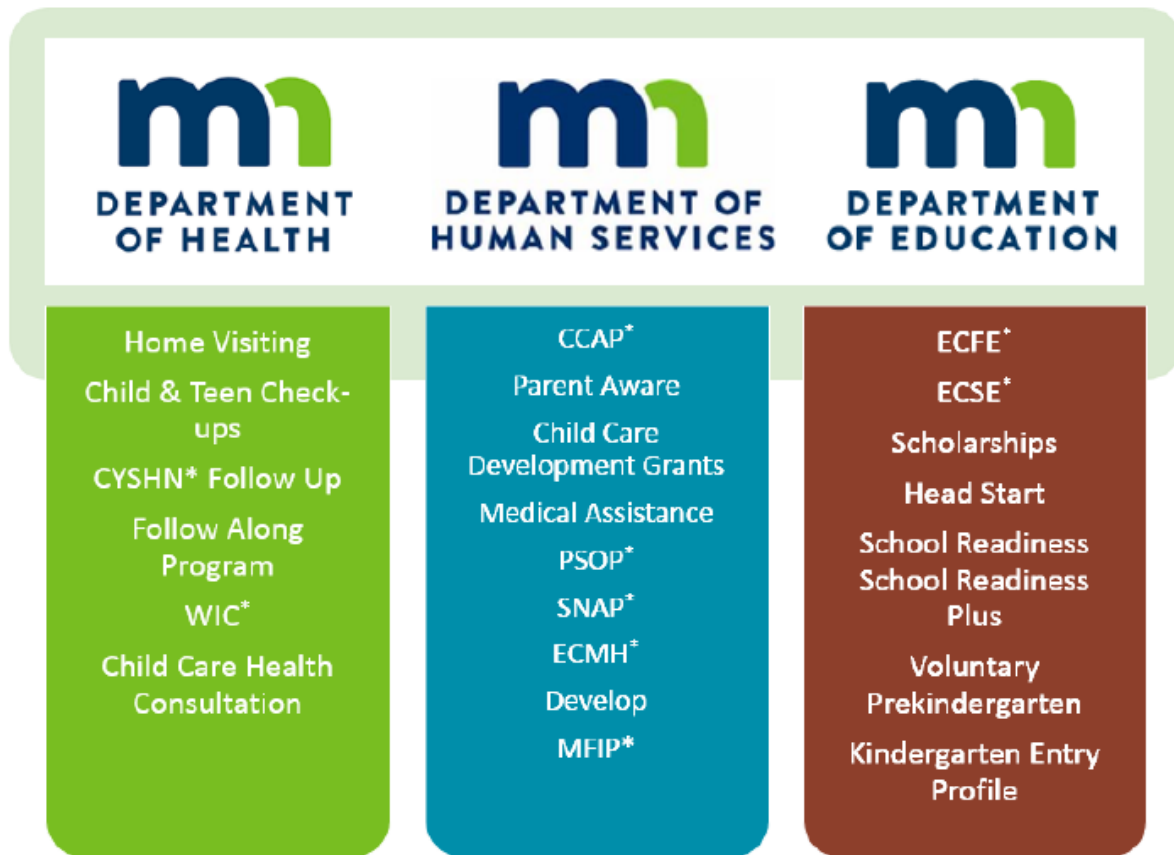 mn
DEPARTMENT
OF HEALTH
mn
DEPARTMENT OF
HUMAN SERVICES
mn
DEPARTMENT
OF EDUCATION
Home Visiting
Child & Teen Check-
ups
CYSHN* Follow Up
Follow Along
Program
WIC*
Child Care Health
Consultation
CCAP*
Parent Aware
Child Care
Development Grants
Medical Assistance
PSOP*
SNAP*
ECMH*
Develop
MFIP*
ECFE*
ECSE*
Scholarships
Head Start
School Readiness
School Readiness
Plus
Voluntary
Prekindergarten
Kindergarten Entry
Profile